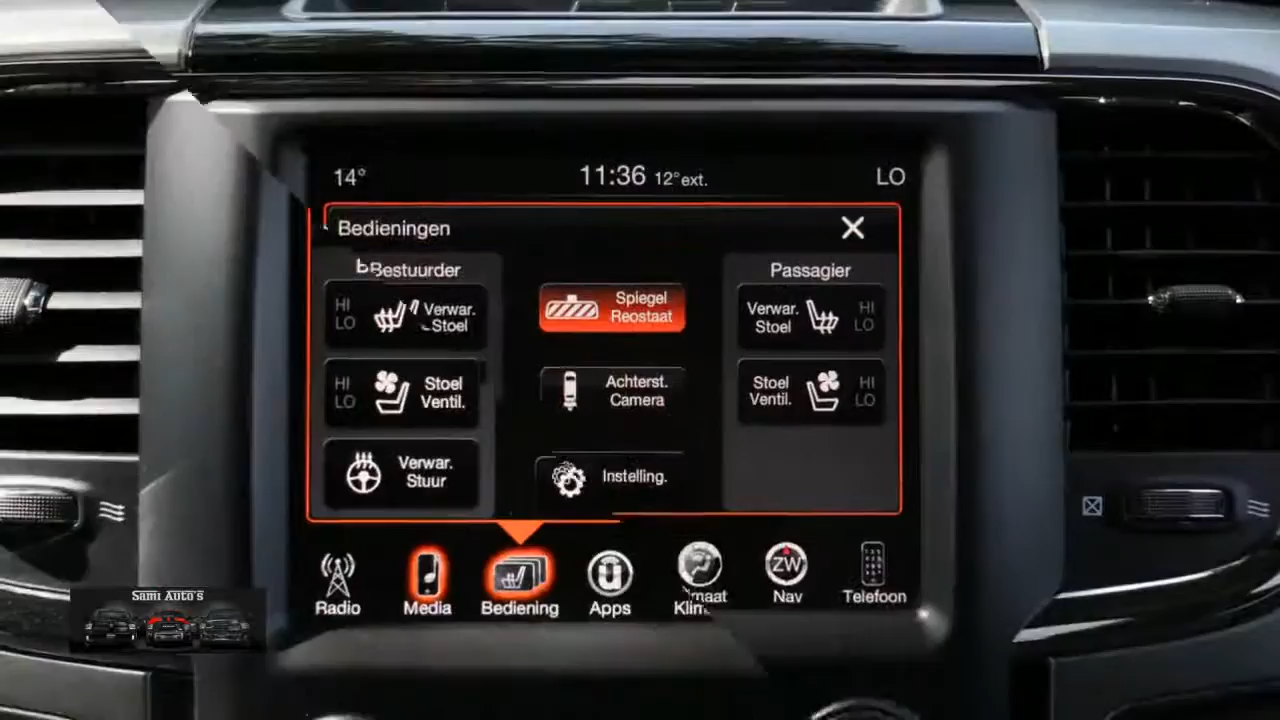 14° 11:36 12°ext. LO
Bedieningen
Bestuurder
Passagier
HI
LO
Verwar.
Stoel
Spiegel
Reostaat
Verwar.
Stoel
HI
LO
HI
LO
Stoel
Ventil.
Achterst.
Camera
Stoel
Ventil.
HI
LO
Verwar.
Stuur
Instelling.
ZW
Radio Media Bediening Apps Klimaat Nav Telefoon
Sami Auto's